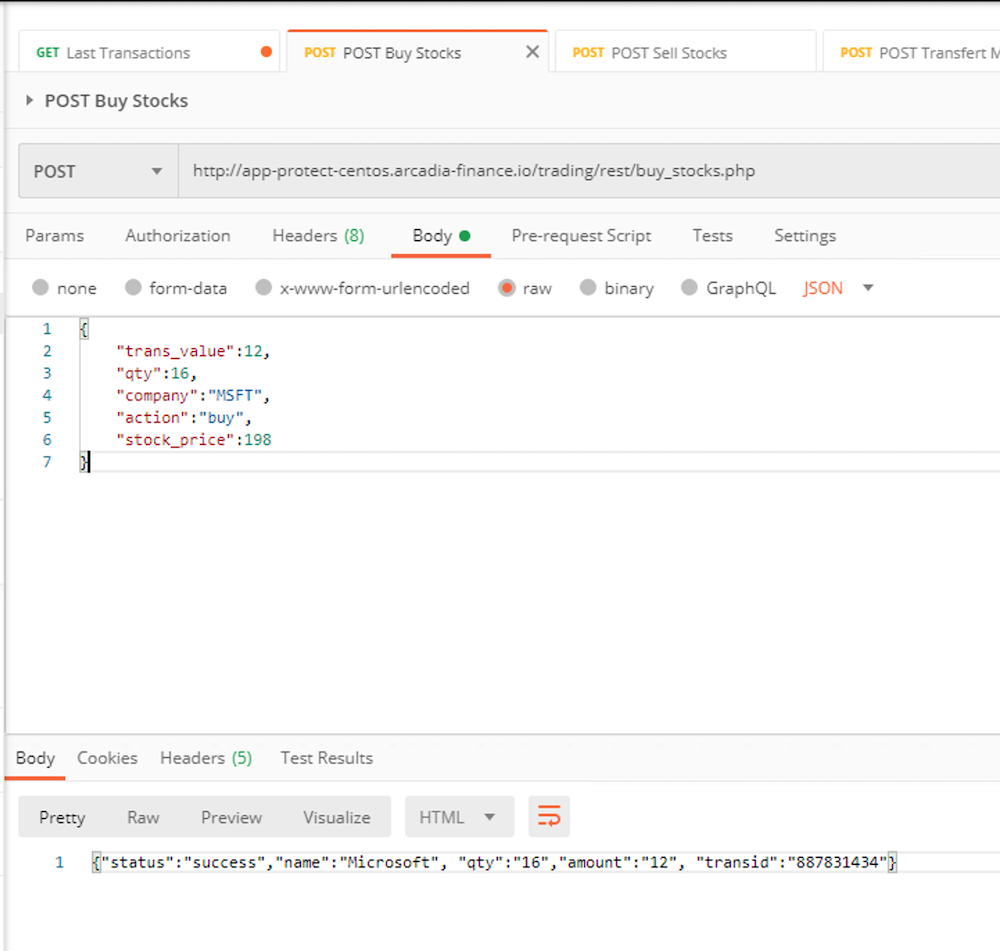 GET Last Transactions POST POST Buy Stocks POST POST Sell Stocks POST POST Transfert M
POST Buy Stocks
POST http://app-protect-centos.arcadia-finance.io/trading/rest/buy_stocks.php
Params Authorization Headers (8) Body Pre-request Script Tests Settings
none form-data x-www-form-urlencoded raw binary GraphQL JSON
1 {
2 "trans_value":12,
3 "qty":16,
4 "company":"MSFT",
5 "action":"buy",
6 "stock_price":198
7 }
Body Cookies Headers (5) Test Results
Pretty Raw Preview Visualize HTML
1 {"status":"success","name":"Microsoft", "qty":"16","amount":"12", "transid":"887831434"}